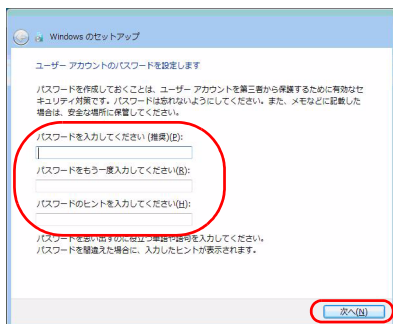 Windows のセットアップ
ユーザー アカウントのパスワードを設定します
パスワードを作成しておくことは、ユーザー アカウントを第三者から保護するために有効なセ
キュリティ対策です。パスワードは忘れないようにしてください。また、メモなどに記載した
場合は、安全な場所に保管してください。
パスワードを入力してください (推奨)(P):
パスワードをもう一度入力してください(R):
パスワードのヒントを入力してください(H):
パスワードを思い出すのに役立つ単語や語句を入力してください。
パスワードを間違えた場合に、入力したヒントが表示されます。
次へ(N)